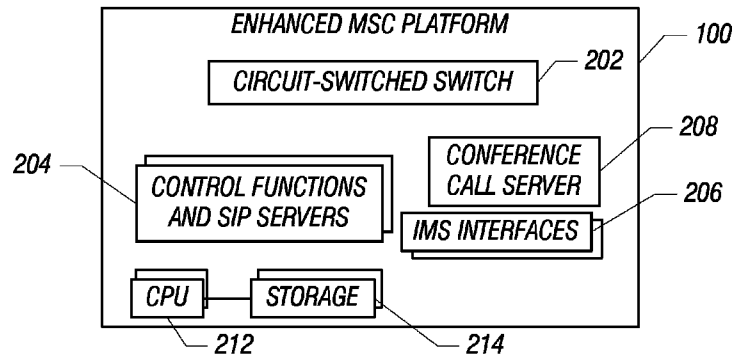 ENHANCED MSC PLATFORM
100
CIRCUIT-SWITCHED SWITCH
202
208
204
CONFERENCE
CALL SERVER
CONTROL FUNCTIONS
AND SIP SERVERS
206
IMS INTERFACES
CPU
STORAGE
212
214